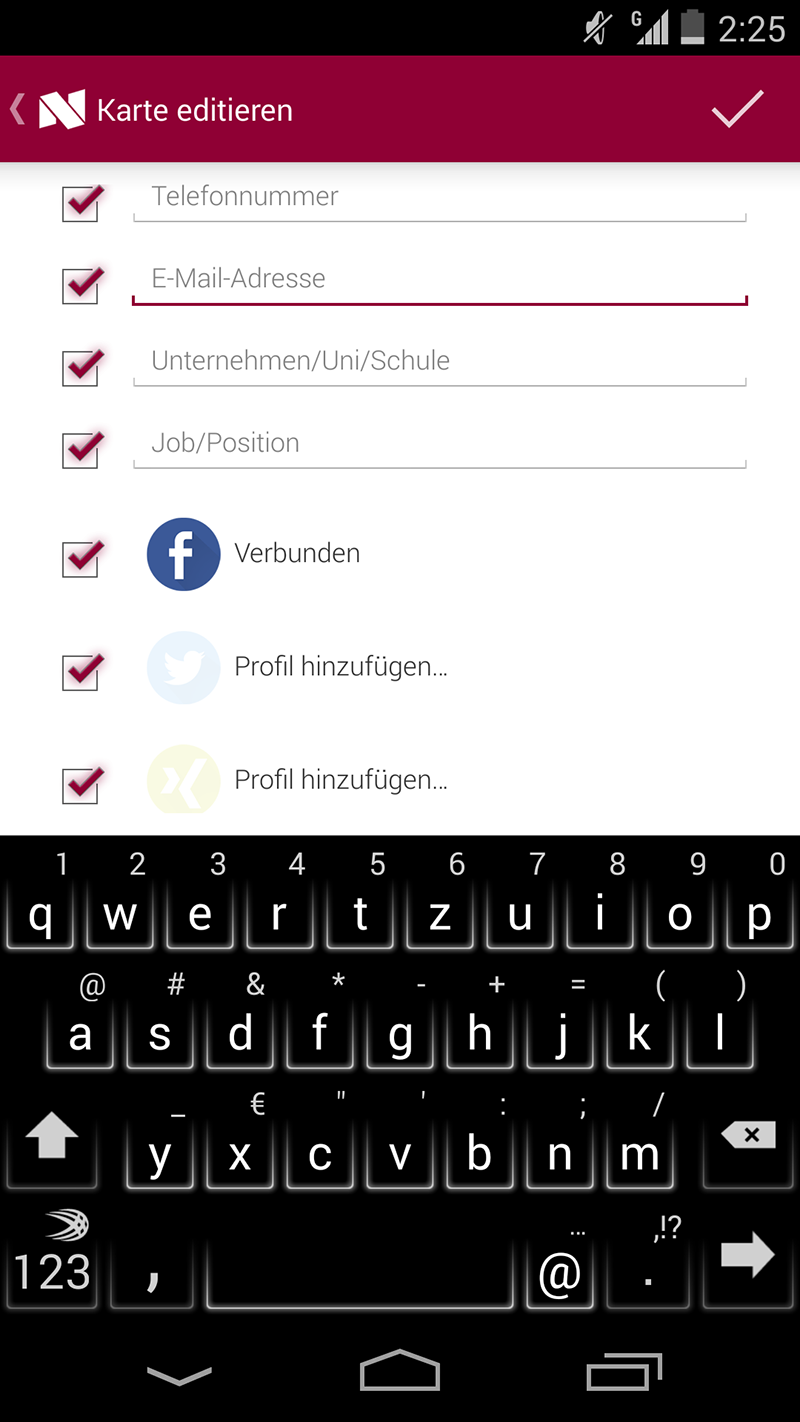 G 2:25
Karte editieren
Telefonnummer
E-Mail-Adresse
Unternehmen/Uni/Schule
Job/Position
Verbunden
Profil hinzufügen...
Profil hinzufügen...
1 2 3 4 5 6 7 8 9 0
q w e r t z u i o p
@ # & * - + = ( )
a s d f g h j k l
_ € " ' : ; /
y x c v b n m
... ,!?
123 , @ .